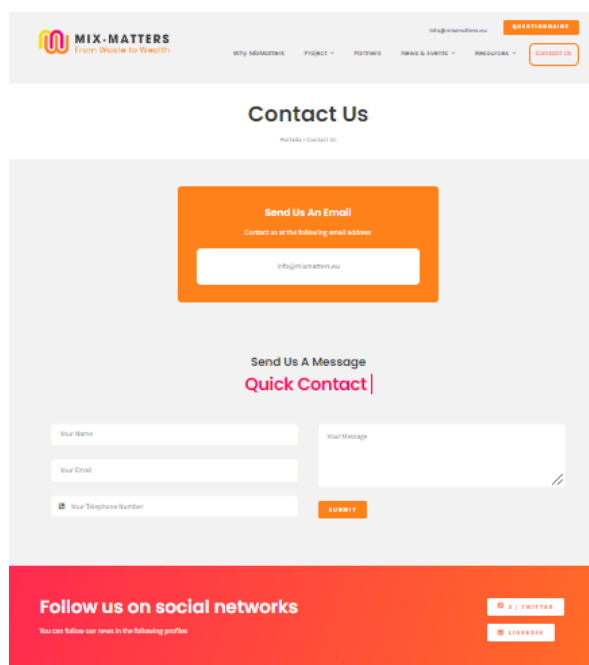 MIX·MATTERS
From Waste to Wealth
info@mixmatters.eu
QUESTIONNAIRE
Why MixMatters
Project
Partners
News & Events
Resources
Contact Us
Contact Us
Portada » Contact Us
Send Us An Email
Contact us at the following email address
info@mixmatters.eu
Send Us A Message
Quick Contact
Your Name
Your Message
Your Email
Your Telephone Number
SUBMIT
Follow us on social networks
You can follow our news in the following profiles
X / TWITTER
LINKEDIN